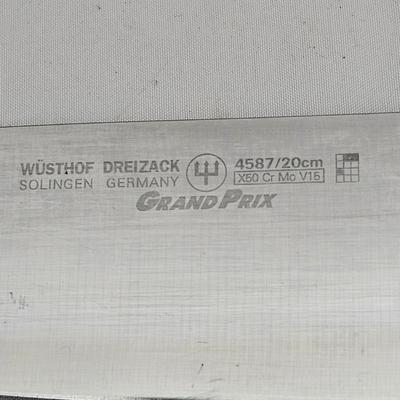 WÜSTHOF DREIZACK 4587/20cm
SOLINGEN GERMANY X50 Cr Mo V15
GRAND PRIX